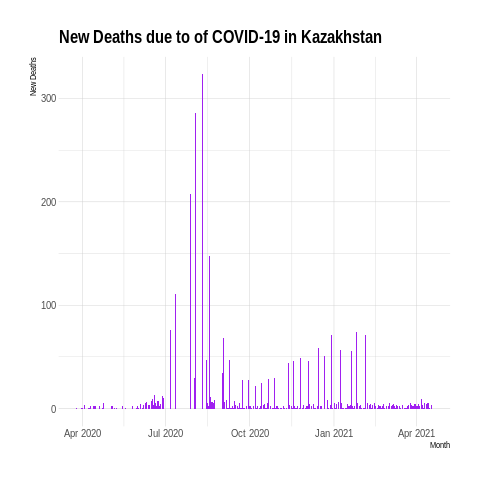 New Deaths due to of COVID-19 in Kazakhstan
New Deaths
300
200
100
0
Apr 2020 Jul 2020 Oct 2020 Jan 2021 Apr 2021
Month